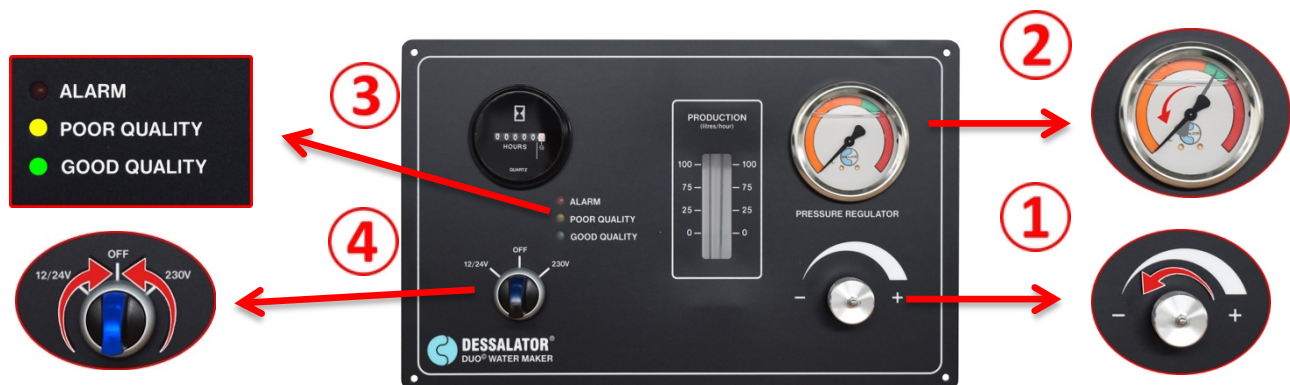 ALARM
POOR QUALITY
GOOD QUALITY
3
HOURS
QUARTZ
ALARM
POOR QUALITY
GOOD QUALITY
PRODUCTION
(litres/hour)
100 100
75 75
25 25
0 0
PRESSURE REGULATOR
- +
2
1
- +
4
OFF
12/24V 230V
OFF
12/24V 230V
DESSALATOR®
DUO© WATER MAKER